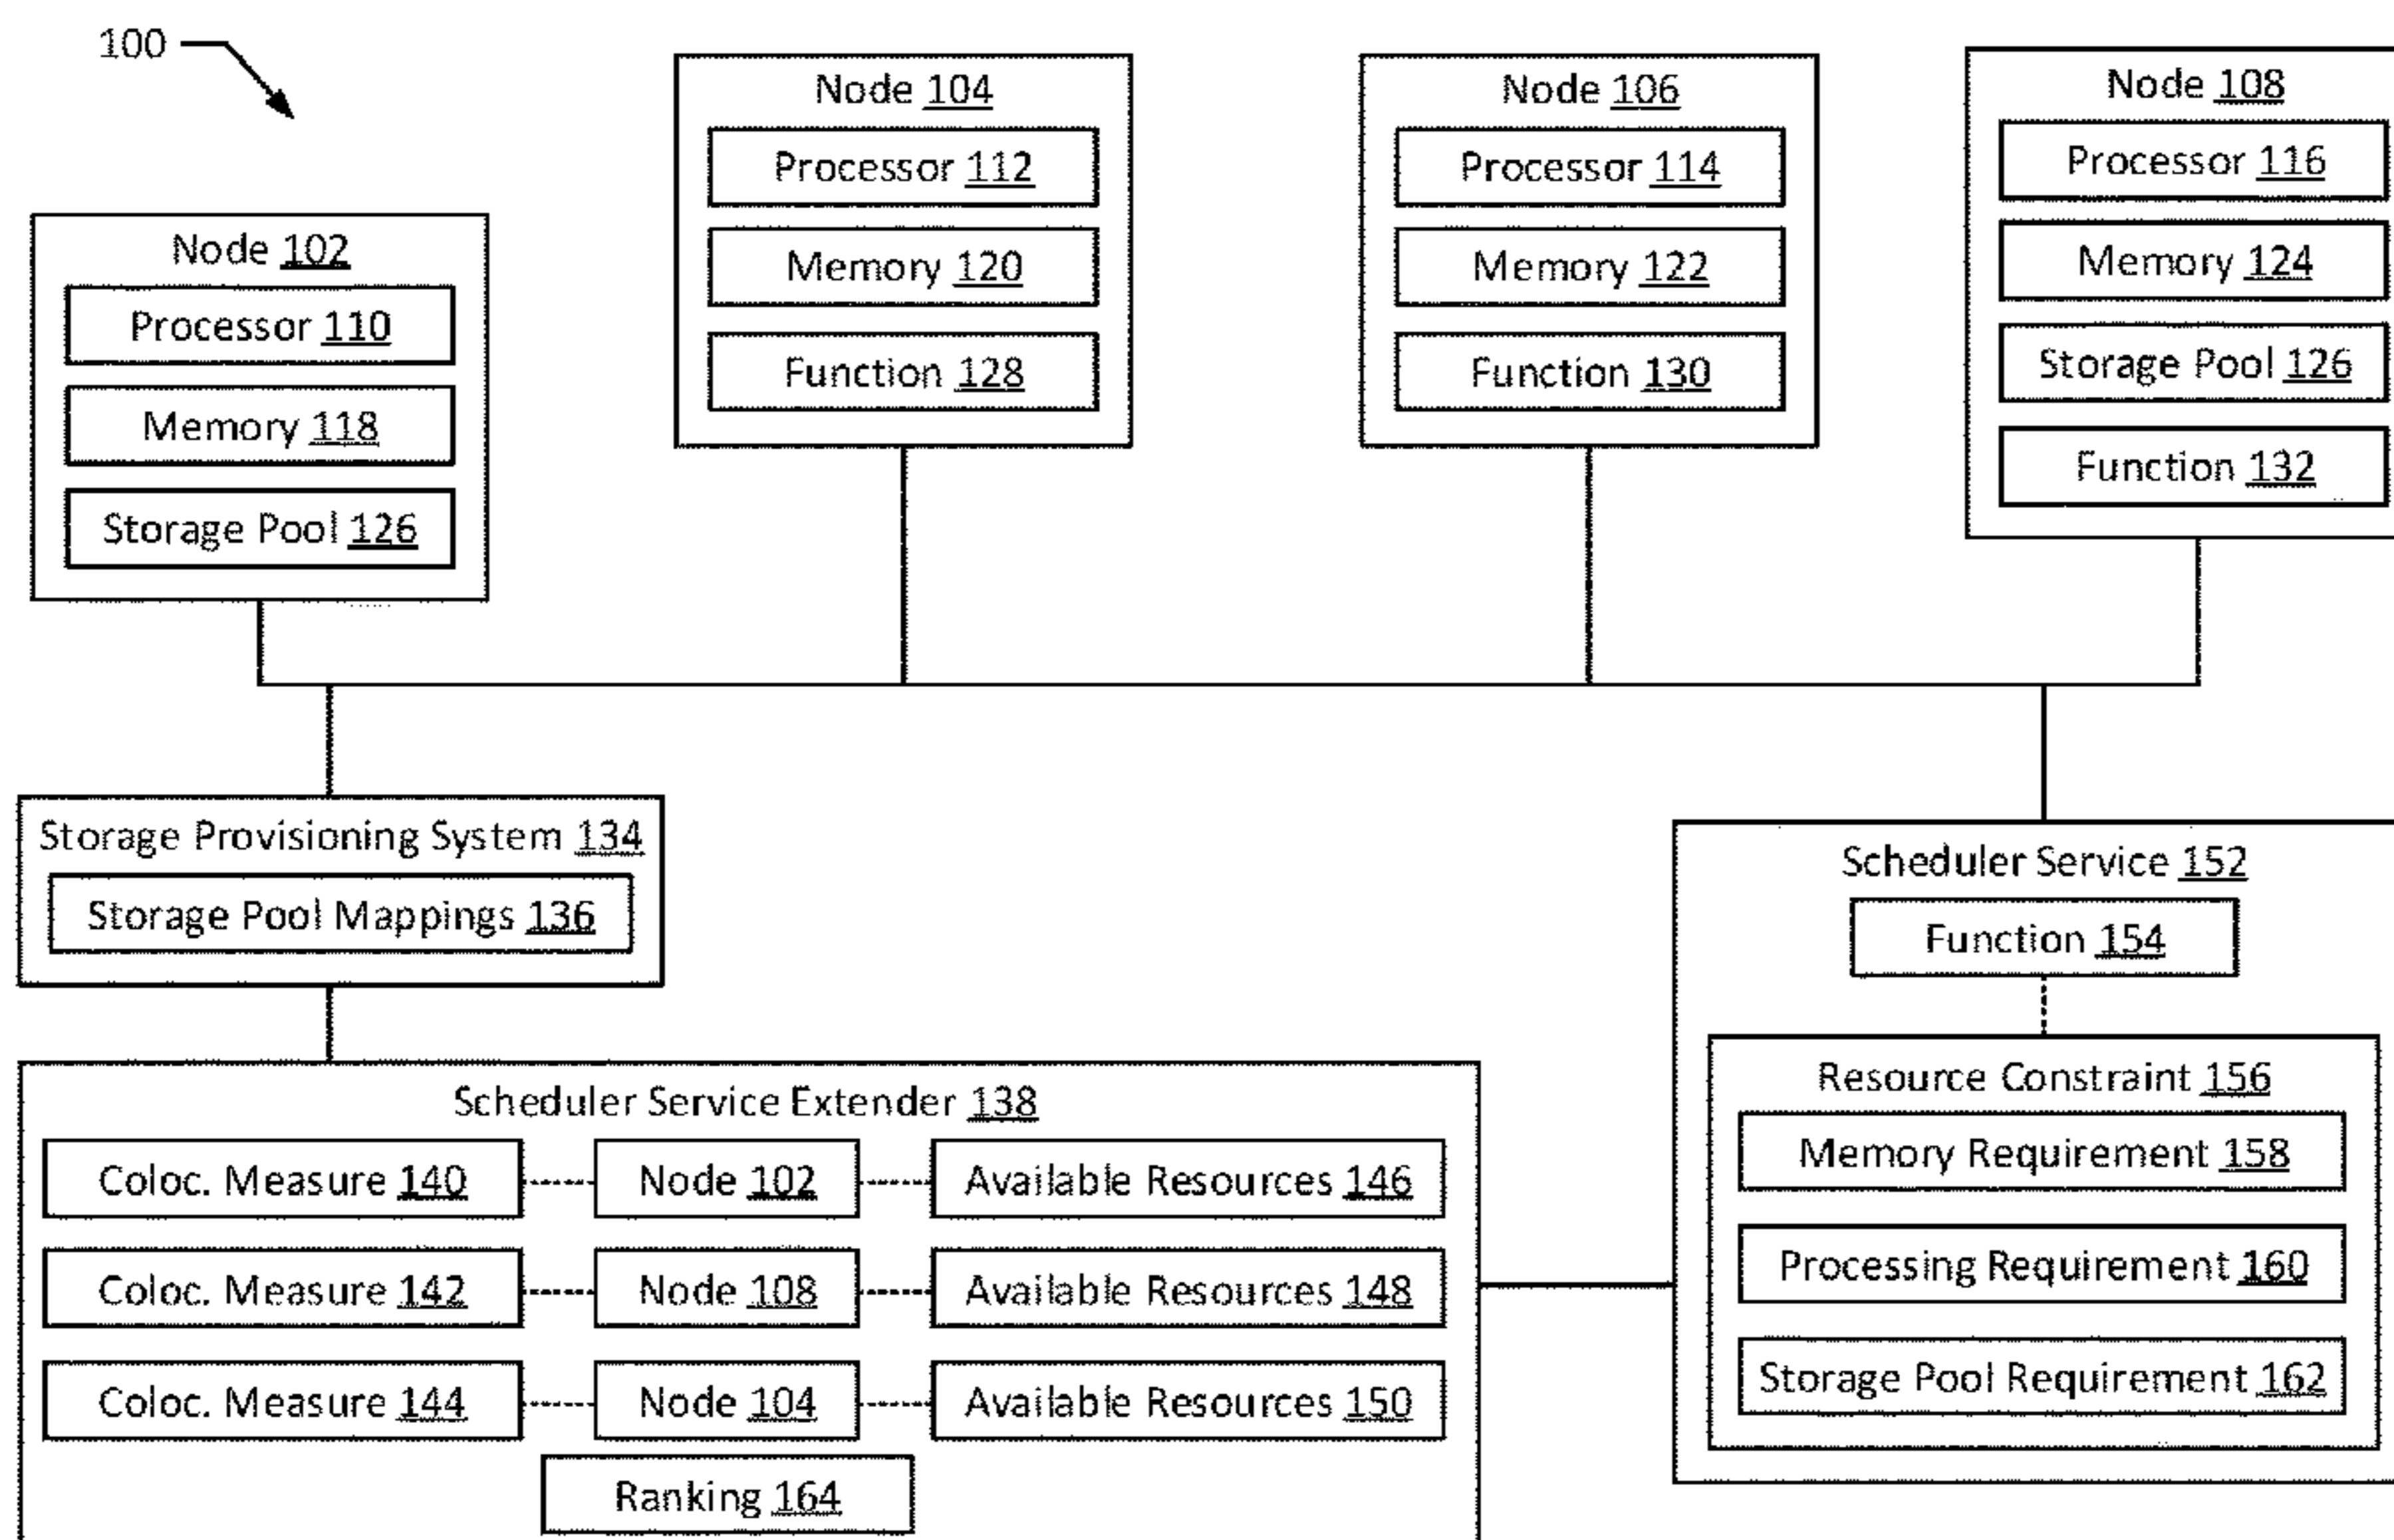 100
Node 102
Processor 110
Memory 118
Storage Pool 126
Node 104
Processor 112
Memory 120
Function 128
Node 106
Processor 114
Memory 122
Function 130
Node 108
Processor 116
Memory 124
Storage Pool 126
Function 132
Storage Provisioning System 134
Storage Pool Mappings 136
Scheduler Service Extender 138
Coloc. Measure 140
Node 102
Available Resources 146
Coloc. Measure 142
Node 108
Available Resources 148
Coloc. Measure 144
Node 104
Available Resources 150
Ranking 164
Scheduler Service 152
Function 154
Resource Constraint 156
Memory Requirement 158
Processing Requirement 160
Storage Pool Requirement 162